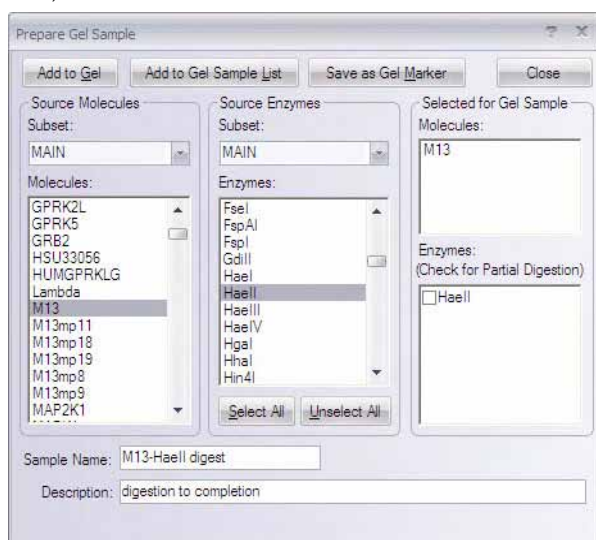 Prepare Gel Sample
Add to Gel
Add to Gel Sample List
Save as Gel Marker
Close
Source Molecules
Subset:
MAIN
Molecules:
GPRK2L
GPRK5
GRB2
HSU33056
HUMGPRKLG
Lambda
M13
M13mp11
M13mp18
M13mp19
M13mp8
M13mp9
MAP2K1
Source Enzymes
Subset:
MAIN
Enzymes:
FseI
FspAI
FspI
GdiII
HaeI
HaeII
HaeIII
HaeIV
HgaI
HhaI
Hin4I
Select All
Unselect All
Selected for Gel Sample
Molecules:
M13
Enzymes:
(Check for Partial Digestion)
HaeII
Sample Name: M13-HaeII digest
Description: digestion to completion